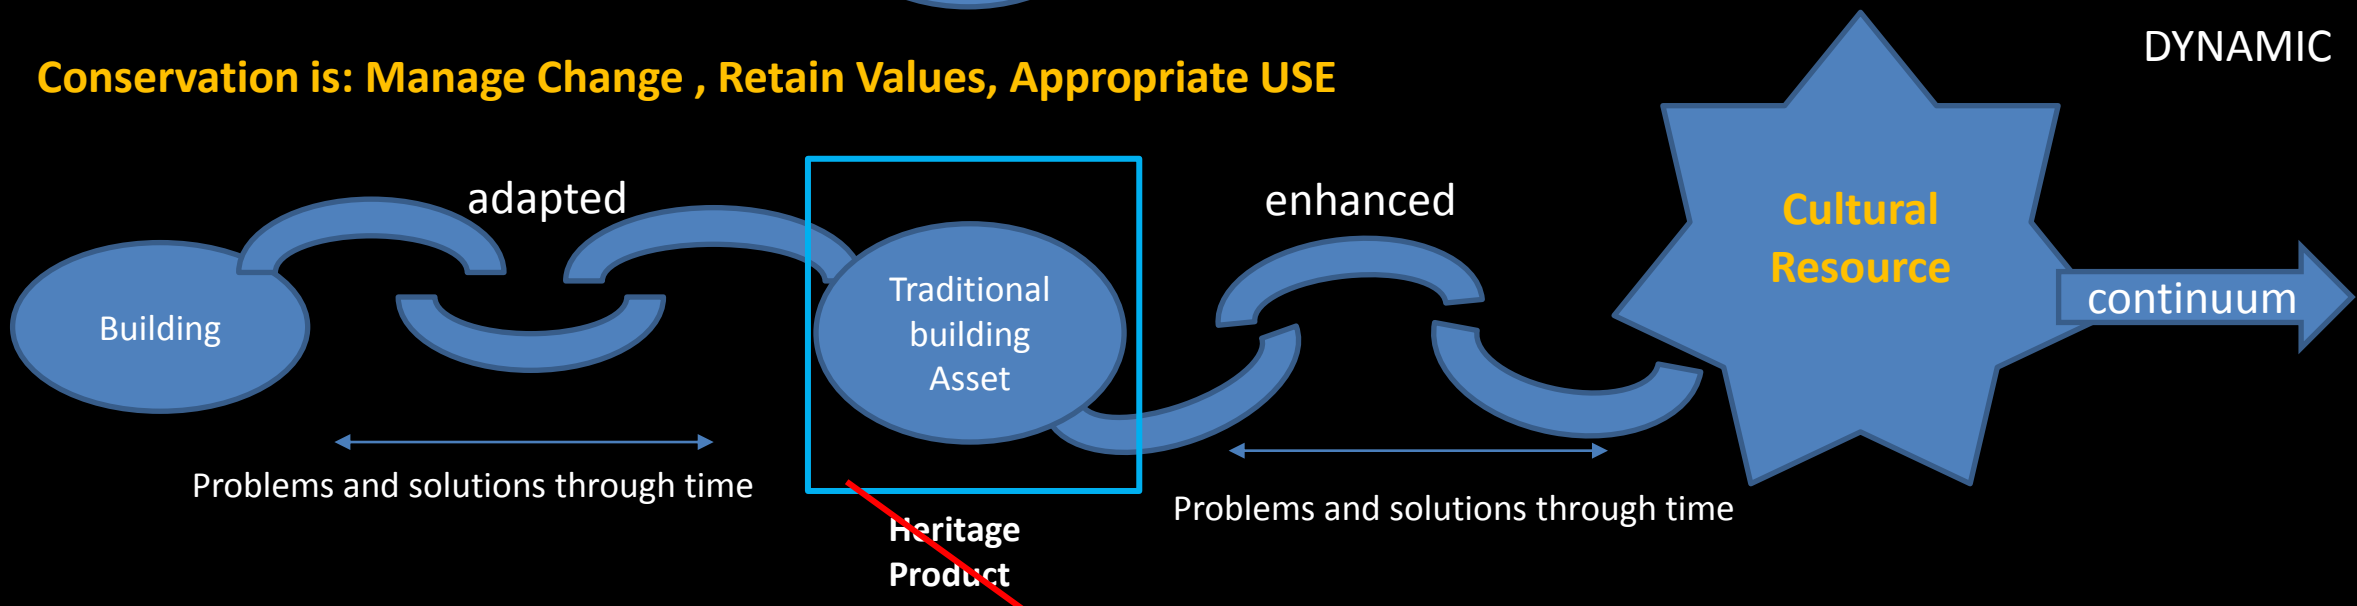 DYNAMIC
Conservation is: Manage Change , Retain Values, Appropriate USE
adapted
enhanced
Cultural
Resource
continuum
Building
Traditional
building
Asset
Problems and solutions through time
Problems and solutions through time
Heritage
Product